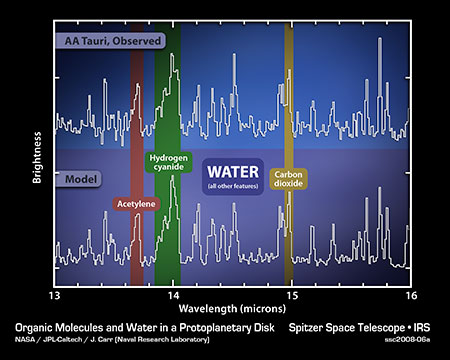 AA Tauri, Observed
Brightness
Hydrogen
cyanide
WATER
(all other features)
Carbon
dioxide
Model
Acetylene
13 14 15 16
Wavelength (microns)
Organic Molecules and Water in a Protoplanetary Disk Spitzer Space Telescope • IRS
NASA / JPL-Caltech / J. Carr (Naval Research Laboratory) ssc2008-06a